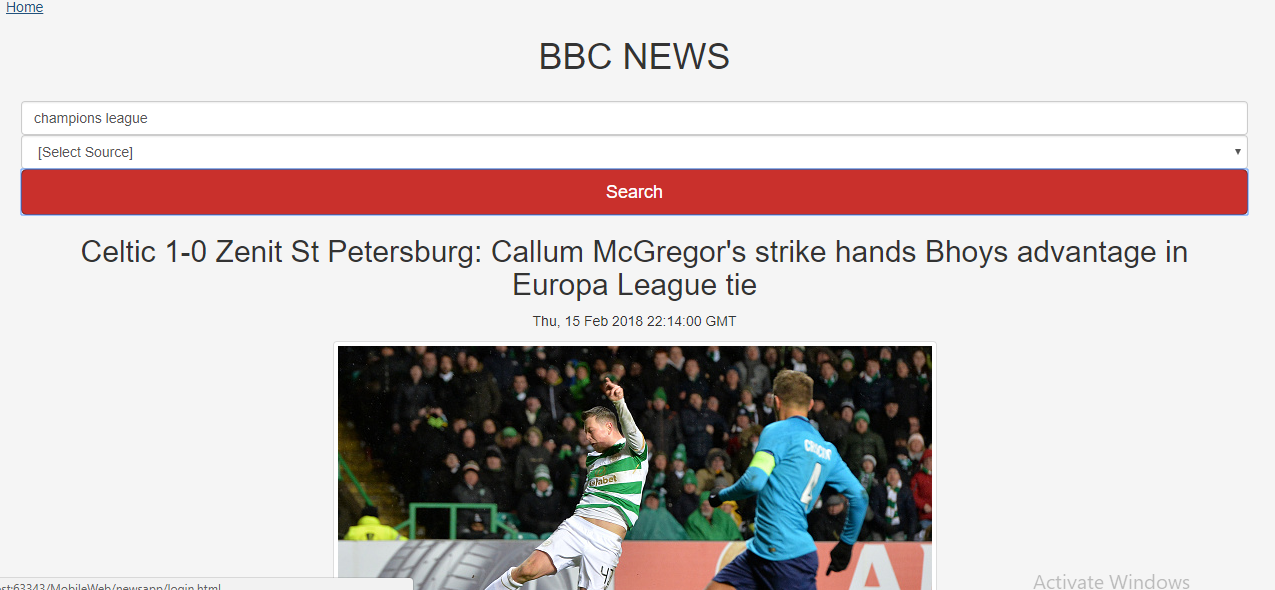 Home
BBC NEWS
champions league
[Select Source]
Search
Celtic 1-0 Zenit St Petersburg: Callum McGregor's strike hands Bhoys advantage in
Europa League tie
Thu, 15 Feb 2018 22:14:00 GMT
4
47
A
st:63343/MobileWeb/newsapp/login.html
Activate Windows